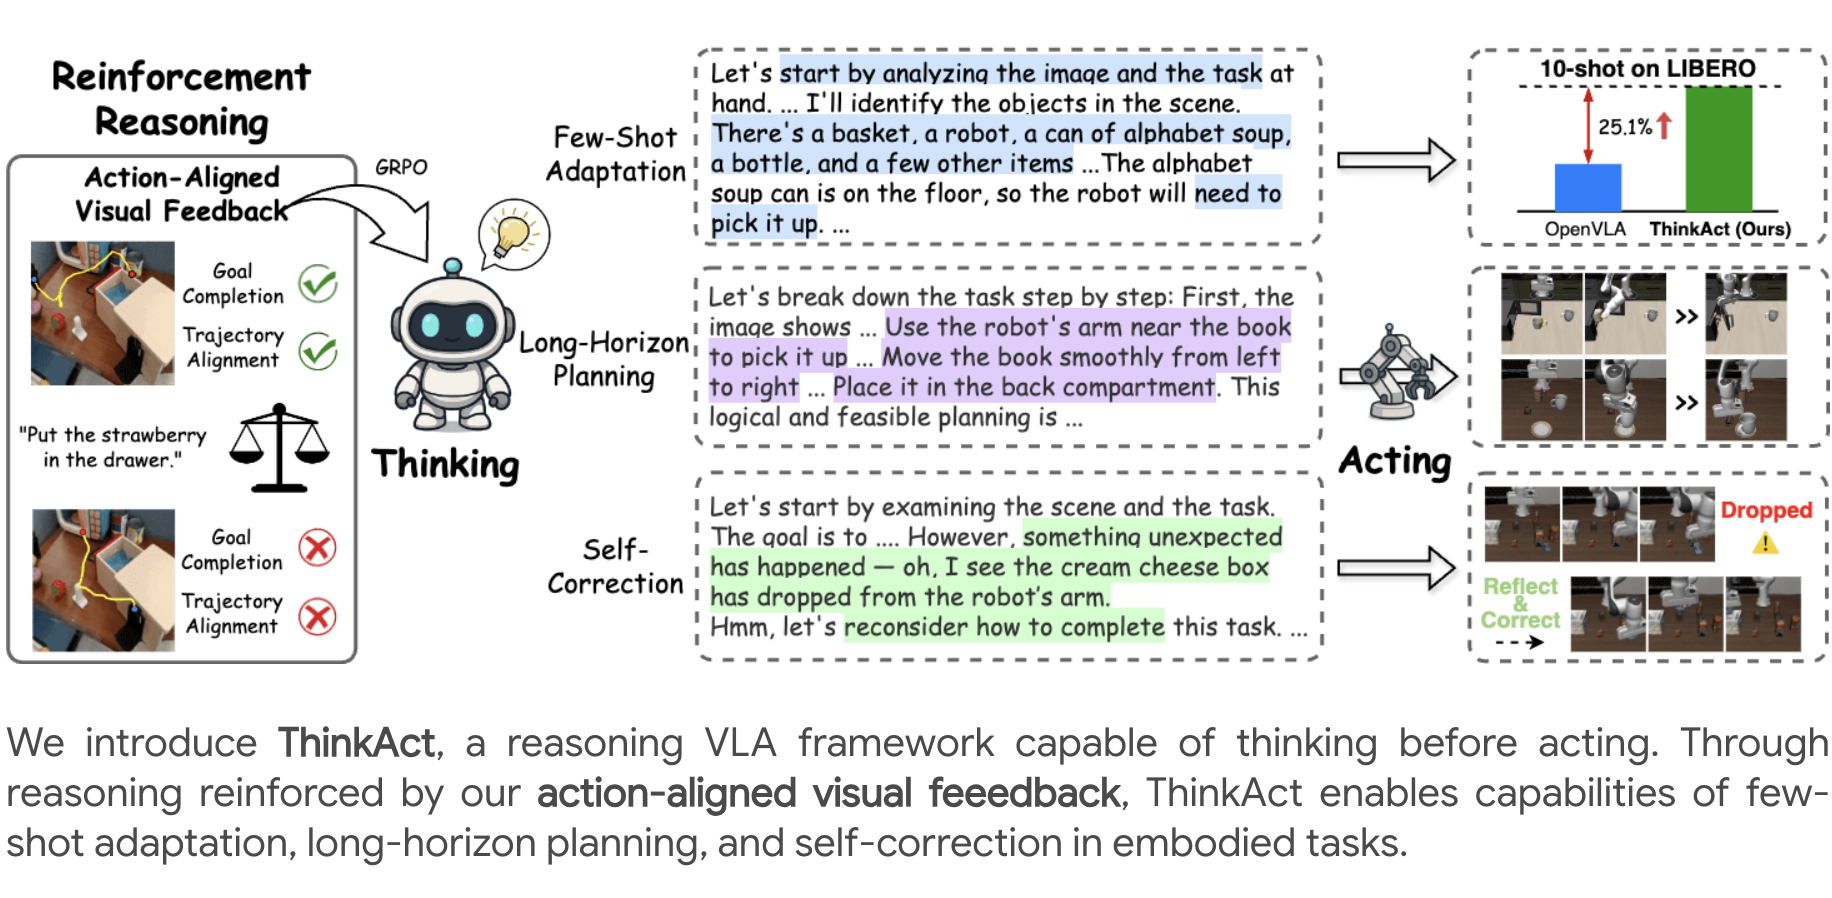 Reinforcement
Reasoning
Action-Aligned
Visual Feedback
Goal
Completion
Trajectory
Alignment
"Put the strawberry
in the drawer."
Goal
Completion
Trajectory
Alignment
GRPO
Thinking
Few-Shot
Adaptation
Let's start by analyzing the image and the task at
hand. ... I'll identify the objects in the scene.
There's a basket, a robot, a can of alphabet soup,
a bottle, and a few other items ...The alphabet
soup can is on the floor, so the robot will need to
pick it up. ...
10-shot on LIBERO
25.1%
OpenVLA
ThinkAct (Ours)
Long-Horizon
Planning
Let's break down the task step by step: First, the
image shows ... Use the robot's arm near the book
to pick it up ... Move the book smoothly from left
to right ... Place it in the back compartment. This
logical and feasible planning is ...
Acting
>>
>>
Self-
Correction
Let's start by examining the scene and the task.
The goal is to .... However, something unexpected
has happened — oh, I see the cream cheese box
has dropped from the robot's arm.
Hmm, let's reconsider how to complete this task. ...
Dropped
Reflect
&
Correct
We introduce ThinkAct, a reasoning VLA framework capable of thinking before acting. Through
reasoning reinforced by our action-aligned visual feeedback, ThinkAct enables capabilities of few-
shot adaptation, long-horizon planning, and self-correction in embodied tasks.